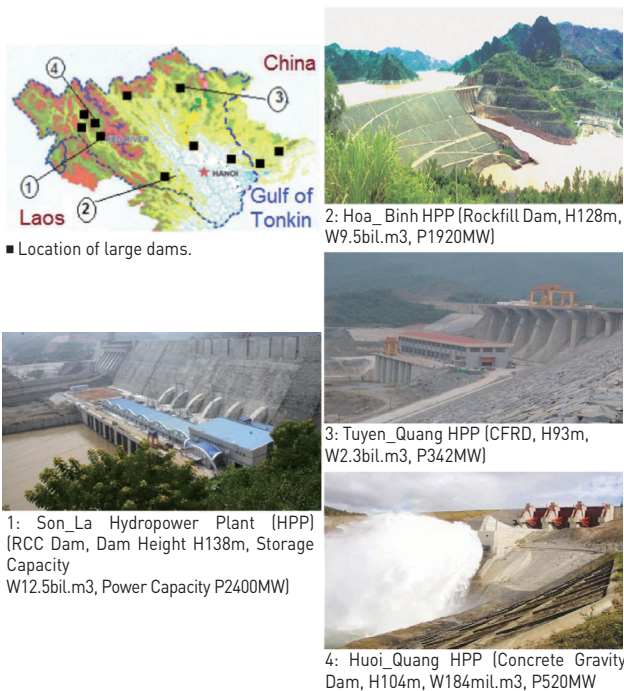 China
4
3
RED RIVER
HANOI
1
2
Gulf of
Tonkin
Laos
■ Location of large dams.
2: Hoa_ Binh HPP (Rockfill Dam, H128m,
W9.5bil.m3, P1920MW)
3: Tuyen_Quang HPP (CFRD, H93m,
W2.3bil.m3, P342MW)
1: Son_La Hydropower Plant (HPP)
(RCC Dam, Dam Height H138m, Storage
Capacity
W12.5bil.m3, Power Capacity P2400MW)
4: Huoi_Quang HPP (Concrete Gravity
Dam, H104m, W184mil.m3, P520MW